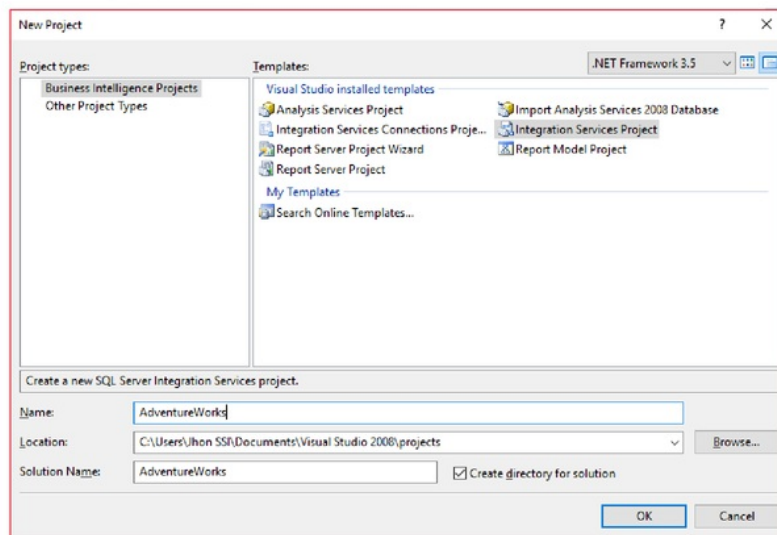 New Project
Project types:
Business Intelligence Projects
Other Project Types
Templates:
.NET Framework 3.5
Visual Studio installed templates
Analysis Services Project
Import Analysis Services 2008 Database
Integration Services Connections Proje...
Integration Services Project
Report Server Project Wizard
Report Model Project
Report Server Project
My Templates
Search Online Templates...
Create a new SQL Server Integration Services project.
Name:
AdventureWorks
Location:
C:\Users\Jhon SSI\Documents\Visual Studio 2008\projects
Browse...
Solution Name:
AdventureWorks
Create directory for solution
OK
Cancel